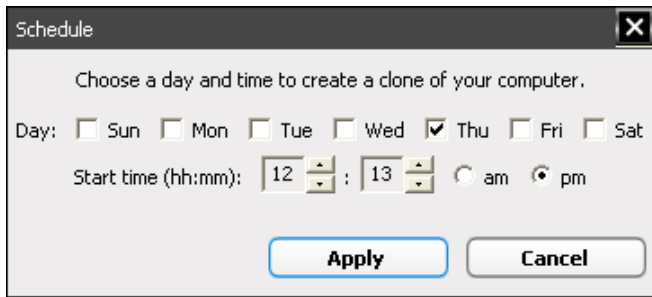 Schedule
Choose a day and time to create a clone of your computer.
Day: Sun Mon Tue Wed Thu Fri Sat
Start time (hh:mm): 12 : 13 am pm
Apply Cancel